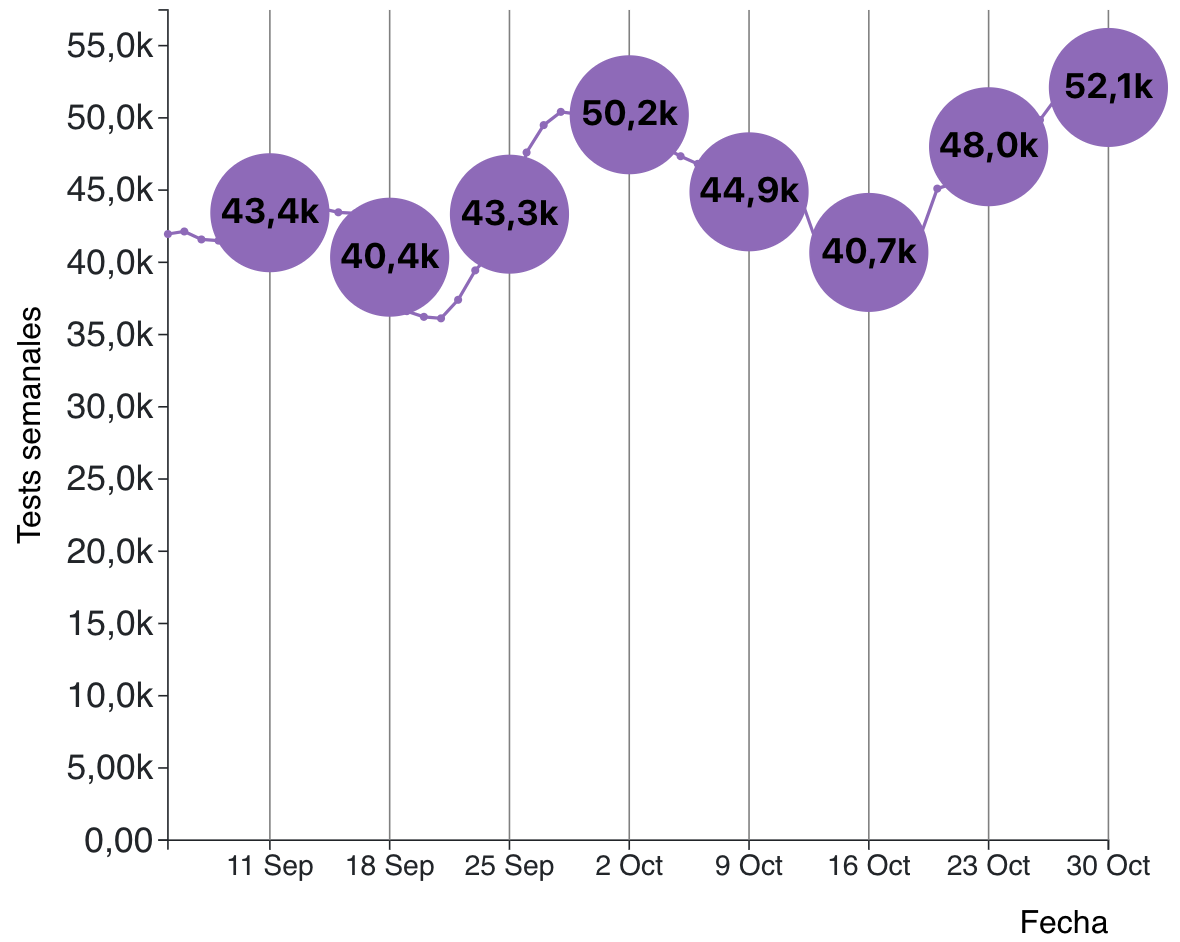 55,0k
50,0k
45,0k
40,0k
35,0k
30,0k
25,0k
20,0k
15,0k
10,0k
5,00k
0,00
Tests semanales
43,4k
40,4k
43,3k
50,2k
44,9k
40,7k
48,0k
52,1k
11 Sep 18 Sep 25 Sep 2 Oct 9 Oct 16 Oct 23 Oct 30 Oct
Fecha